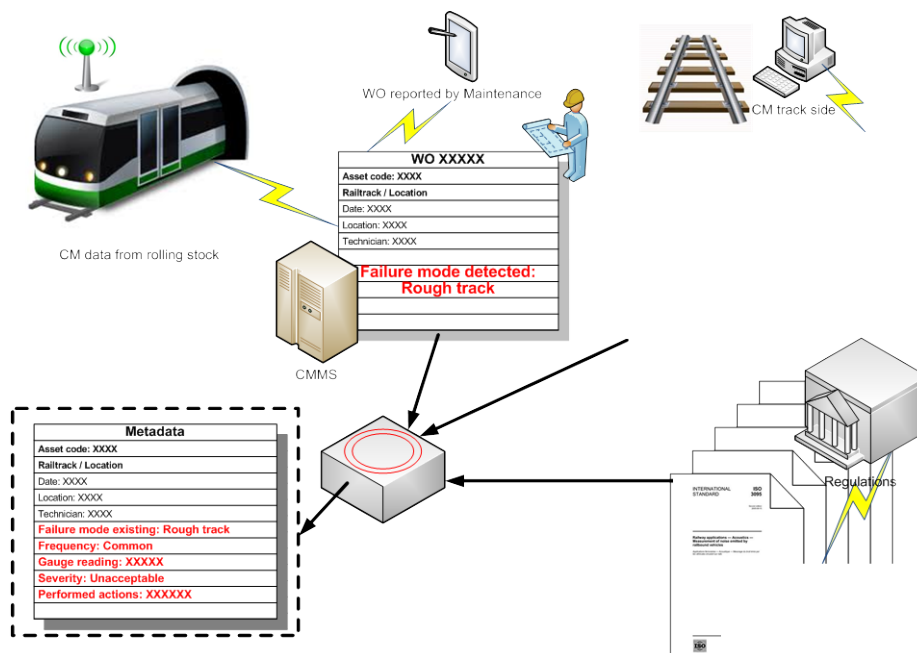 WO reported by Maintenance
CM track side
CM data from rolling stock
WO XXXXX
Asset code: XXXX
Railtrack / Location
Date: XXXX
Location: XXXX
Technician: XXXX
Failure mode detected:
Rough track
CMMS
Metadata
Asset code: XXXX
Railtrack / Location
Date: XXXX
Location: XXXX
Technician: XXXX
Failure mode existing: Rough track
Frequency: Common
Gauge reading: XXXXX
Severity: Unacceptable
Performed actions: XXXXXX
Regulations
INTERNATIONAL ISO
STANDARD 3095
Railway applications — Acoustics —
Measurement of noise emitted by
railbound vehicles
ISO